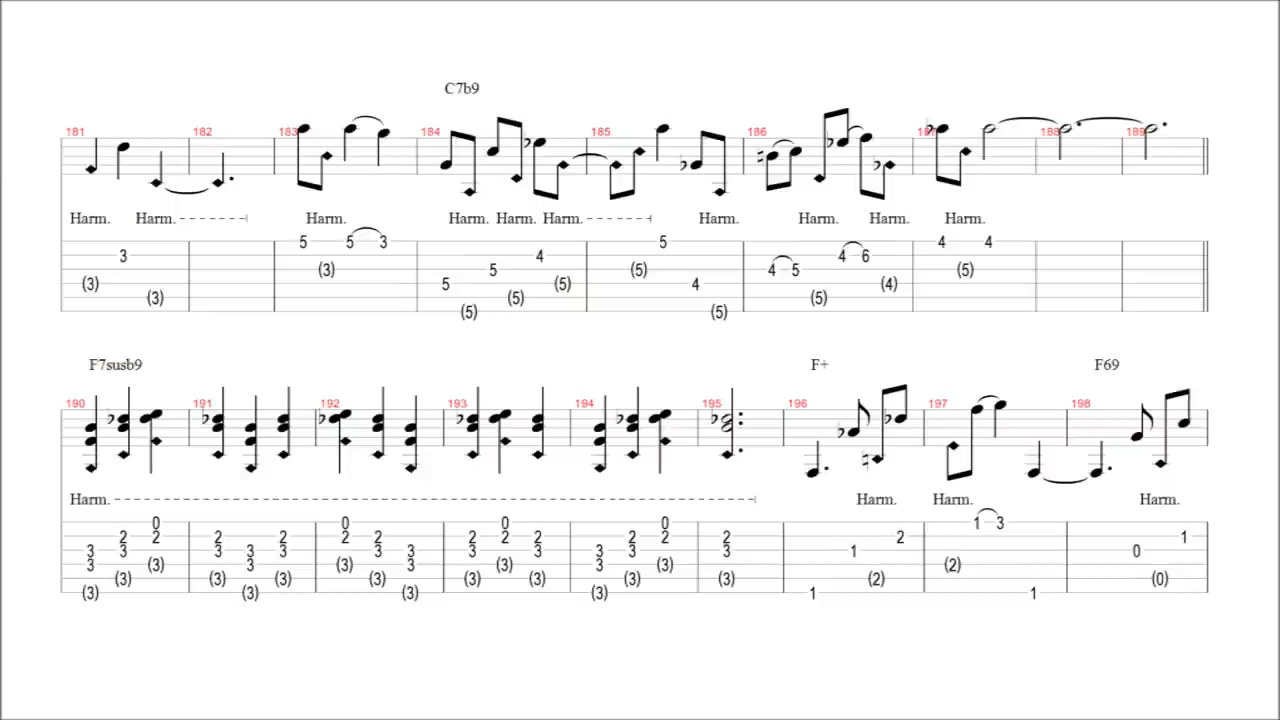 C7b9
181 182 183 184 185 186 187 188 189
Harm. Harm. Harm. Harm. Harm. Harm. Harm. Harm. Harm. Harm.
5 5 3 4 4
3 4 5
(3) 5 (5) 4 5 (5)
(3) 5 (5) 4 (4)
(3) (5) (5)
(5) (5)
F7susb9 F+ F69
190 191 192 193 194 195 196 197 198
Harm. Harm. Harm. Harm.
0 0 0 0 1 3
2 2 2 2 2 2 2 2 2 2 2 2 1
3 3 3 3 3 3 3 3 3 3 3 3 1 0
3 (3) 3 (3) 3 (3) 3 (3) (2)
(3) (3) (3) (3) (3) (3) (3) (3) (3) (2) (0)
(3) (3) (3) (3) 1 1